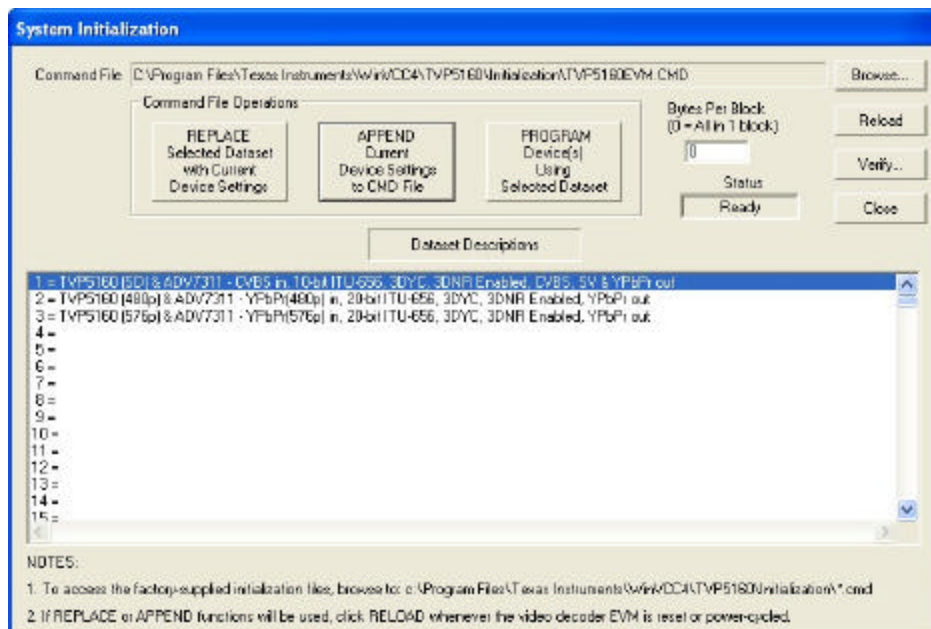 System Initialization
Command File C:\Program Files\Texas Instruments\WinVCC4\TVP5160\Initialization\TVP5160EVM.CMD Browse...
Command File Operations
REPLACE
Selected Dataset
with Current
Device Settings
APPEND
Current
Device Settings
to CMD File
PROGRAM
Device(s)
Using
Selected Dataset
Bytes Per Block
(0 = All in 1 block)
0
Status
Ready
Reload
Verify...
Close
Dataset Descriptions
1 = TVP5160 (SD) & ADV7311 - CVBS in, 10-bit ITU-656, 3DYC, 3DNR Enabled, CVBS, SV & YPbPr out
2 = TVP5160 (480p) & ADV7311 - YPbPr(480p) in, 20-bit ITU-656, 3DYC, 3DNR Enabled, YPbPr out
3 = TVP5160 (576p) & ADV7311 - YPbPr(576p) in, 20-bit ITU-656, 3DYC, 3DNR Enabled, YPbPr out
4 =
5 =
6 =
7 =
8 =
9 =
10 =
11 =
12 =
13 =
14 =
15 =
NOTES:
1. To access the factory-supplied initialization files, browse to: c:\Program Files\Texas Instruments\WinVCC4\TVP5160\Initialization\*.cmd
2. If REPLACE or APPEND functions will be used, click RELOAD whenever the video decoder EVM is reset or power-cycled.